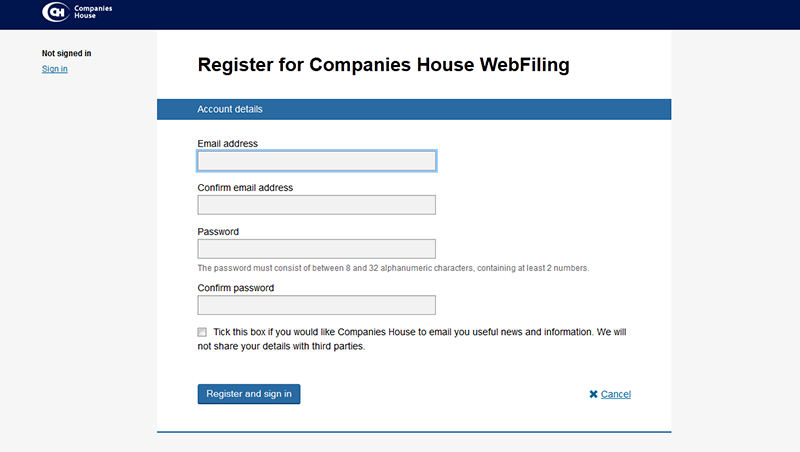 CH
Companies
House
Not signed in
Sign in
Register for Companies House WebFiling
Account details
Email address
Confirm email address
Password
The password must consist of between 8 and 32 alphanumeric characters, containing at least 2 numbers.
Confirm password
Tick this box if you would like Companies House to email you useful news and information. We will
not share your details with third parties.
Register and sign in
Cancel